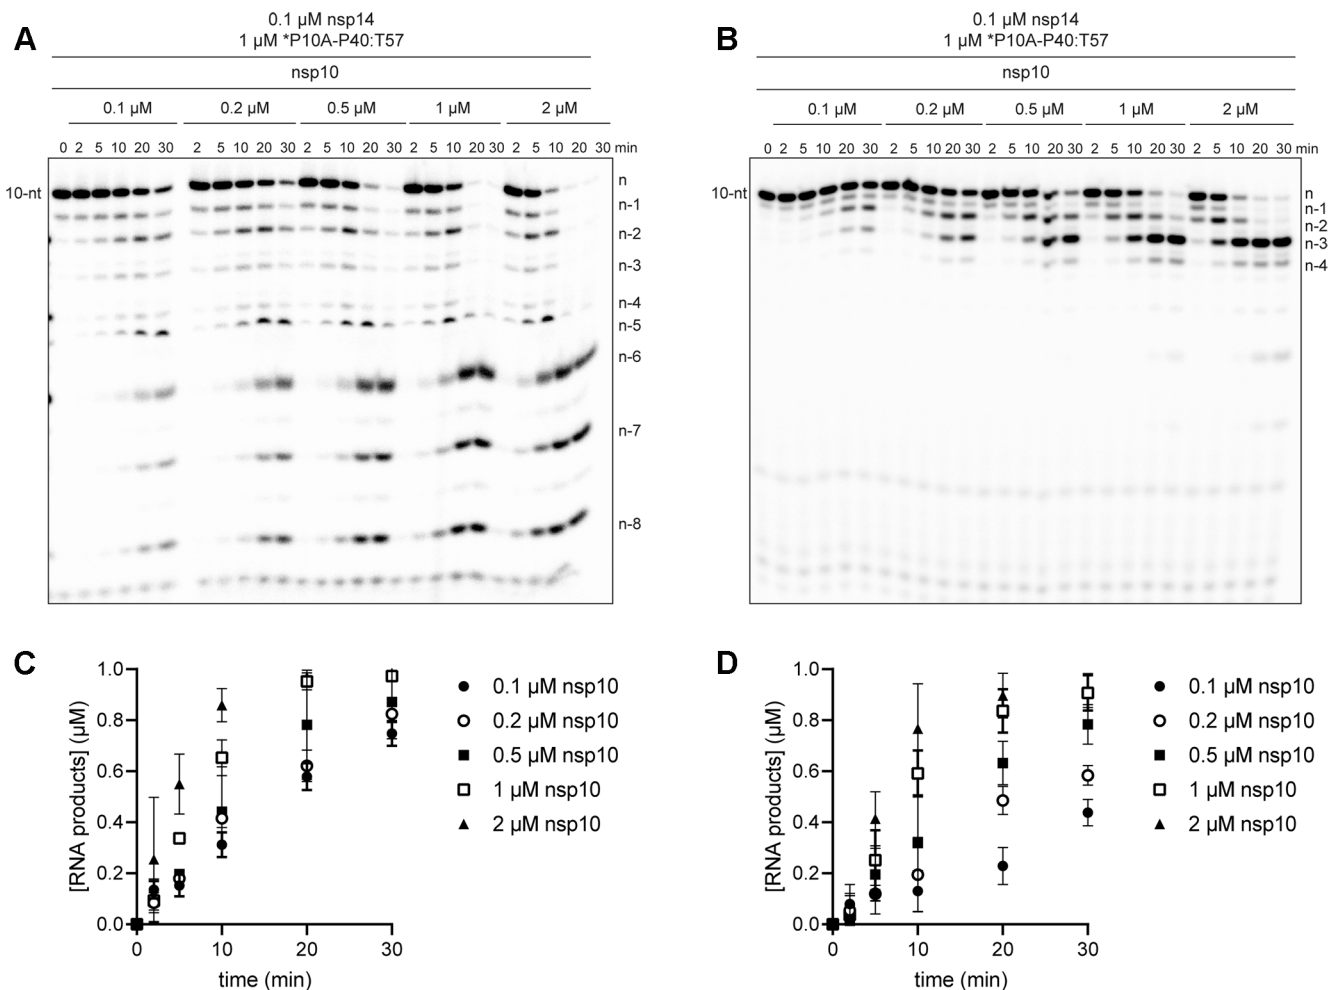 A
0.1 µM nsp14
1 µM *P10A-P40:T57
nsp10
0.1 µM 0.2 µM 0.5 µM 1 µM 2 µM
0 2 5 10 20 30 2 5 10 20 30 2 5 10 20 30 2 5 10 20 30 2 5 10 20 30 min
10-nt
n
n-1
n-2
n-3
n-4
n-5
n-6
n-7
n-8
B
0.1 µM nsp14
1 µM *P10A-P40:T57
nsp10
0.1 µM 0.2 µM 0.5 µM 1 µM 2 µM
0 2 5 10 20 30 2 5 10 20 30 2 5 10 20 30 2 5 10 20 30 2 5 10 20 30 min
10-nt
n
n-1
n-2
n-3
n-4
C
[RNA products] (µM)
1.0
0.8
0.6
0.4
0.2
0.0
0 10 20 30
time (min)
0.1 µM nsp10
0.2 µM nsp10
0.5 µM nsp10
1 µM nsp10
2 µM nsp10
D
[RNA products] (µM)
1.0
0.8
0.6
0.4
0.2
0.0
0 10 20 30
time (min)
0.1 µM nsp10
0.2 µM nsp10
0.5 µM nsp10
1 µM nsp10
2 µM nsp10